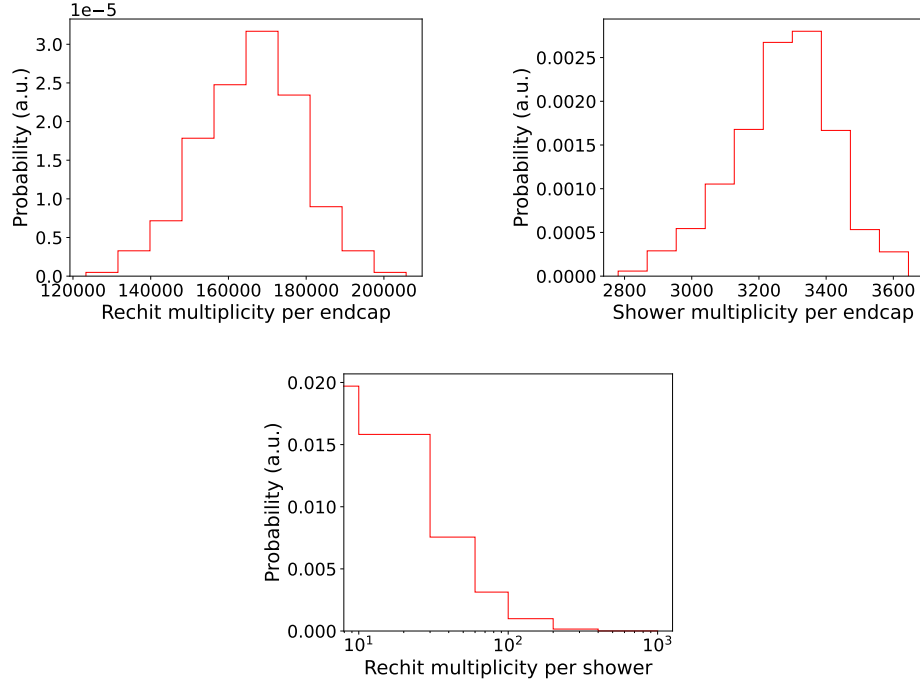 1e−5
3.0
2.5
2.0
1.5
1.0
0.5
0.0
Probability (a.u.)
120000 140000 160000 180000 200000
Rechit multiplicity per endcap
0.0025
0.0020
0.0015
0.0010
0.0005
0.0000
Probability (a.u.)
2800 3000 3200 3400 3600
Shower multiplicity per endcap
0.020
0.015
0.010
0.005
0.000
Probability (a.u.)
10¹ 10² 10³
Rechit multiplicity per shower